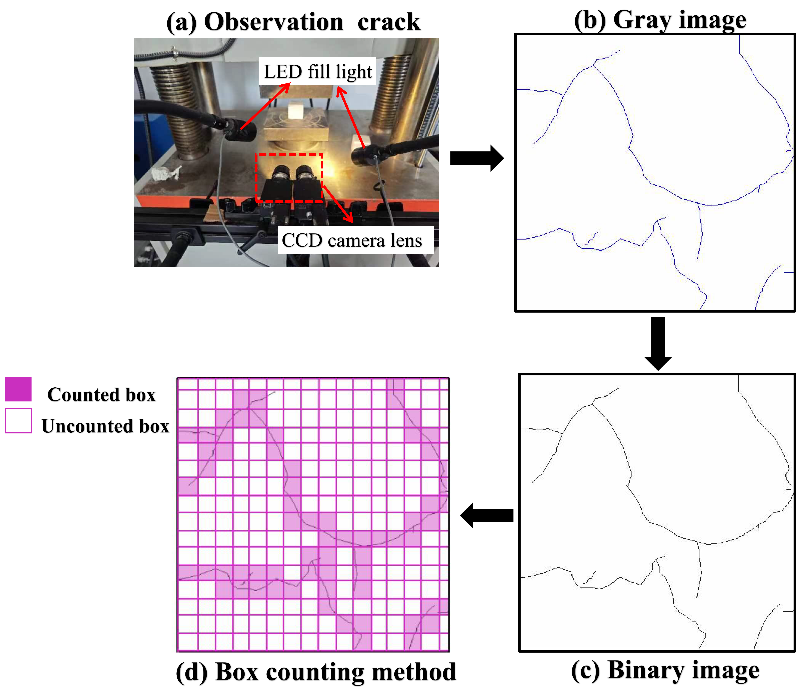 (a) Observation crack
(b) Gray image
LED fill light
CCD camera lens
Counted box
Uncounted box
(d) Box counting method
(c) Binary image